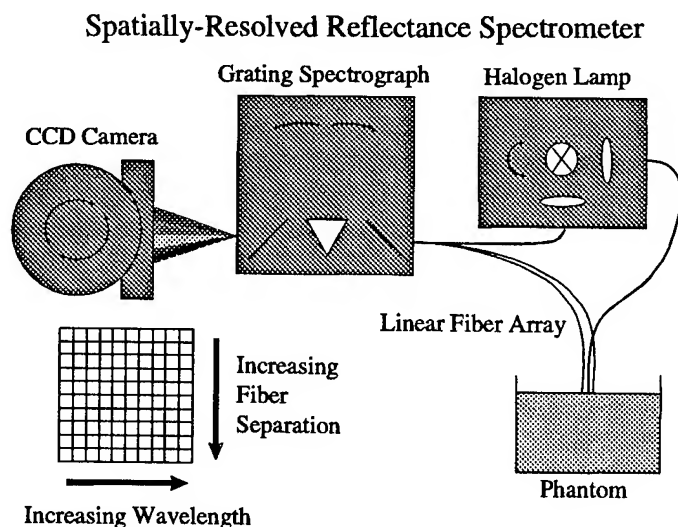 Spatially-Resolved Reflectance Spectrometer
Grating Spectrograph
Halogen Lamp
CCD Camera
Linear Fiber Array
Increasing
Fiber
Separation
Phantom
Increasing Wavelength